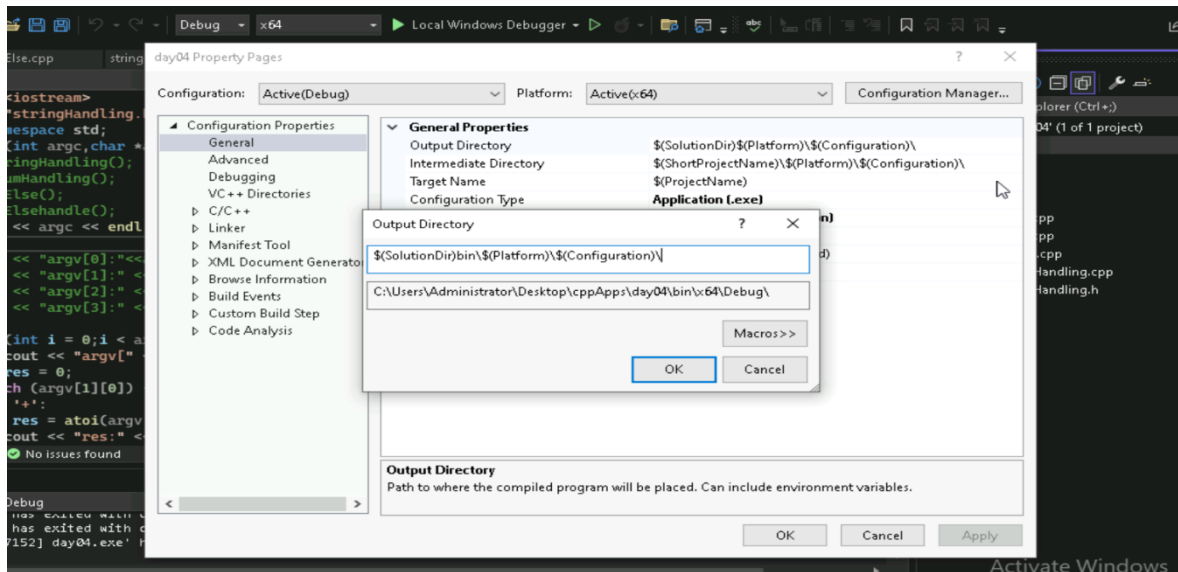 Debug x64 Local Windows Debugger
Else.cpp string
day04 Property Pages ? ×
Configuration: Active(Debug) Platform: Active(x64) Configuration Manager...
Configuration Properties
General
Advanced
Debugging
VC++ Directories
C/C++
Linker
Manifest Tool
XML Document Generato
Browse Information
Build Events
Custom Build Step
Code Analysis
General Properties
Output Directory $(SolutionDir)$(Platform)\$(Configuration)\
Intermediate Directory $(ShortProjectName)\$(Platform)\$(Configuration)\
Target Name $(ProjectName)
Configuration Type Application (.exe)
Output Directory ? ×
$(SolutionDir)bin\$(Platform)\$(Configuration)\
C:\Users\Administrator\Desktop\cppApps\day04\bin\x64\Debug\
Macros>>
OK Cancel
Output Directory
Path to where the compiled program will be placed. Can include environment variables.
OK Cancel Apply
<iostream>
"stringHandling.
mespace std;
(int argc,char *
ringHandling();
umHandling();
Else();
Elsehandle();
<< argc << endl
<< "argv[0]:"<<
<< "argv[1]:" <
<< "argv[2]:" <
<< "argv[3]:" <
(int i = 0;i < a
cout << "argv[" <
res = 0;
ch (argv[1][0])
'+':
res = atoi(argv
cout << "res:" <
No issues found
Debug
has exited with
has exited with
7152] day04.exe' h
plorer (Ctrl+;)
04' (1 of 1 project)
pp
pp
.cpp
Handling.cpp
Handling.h
Activate Windows